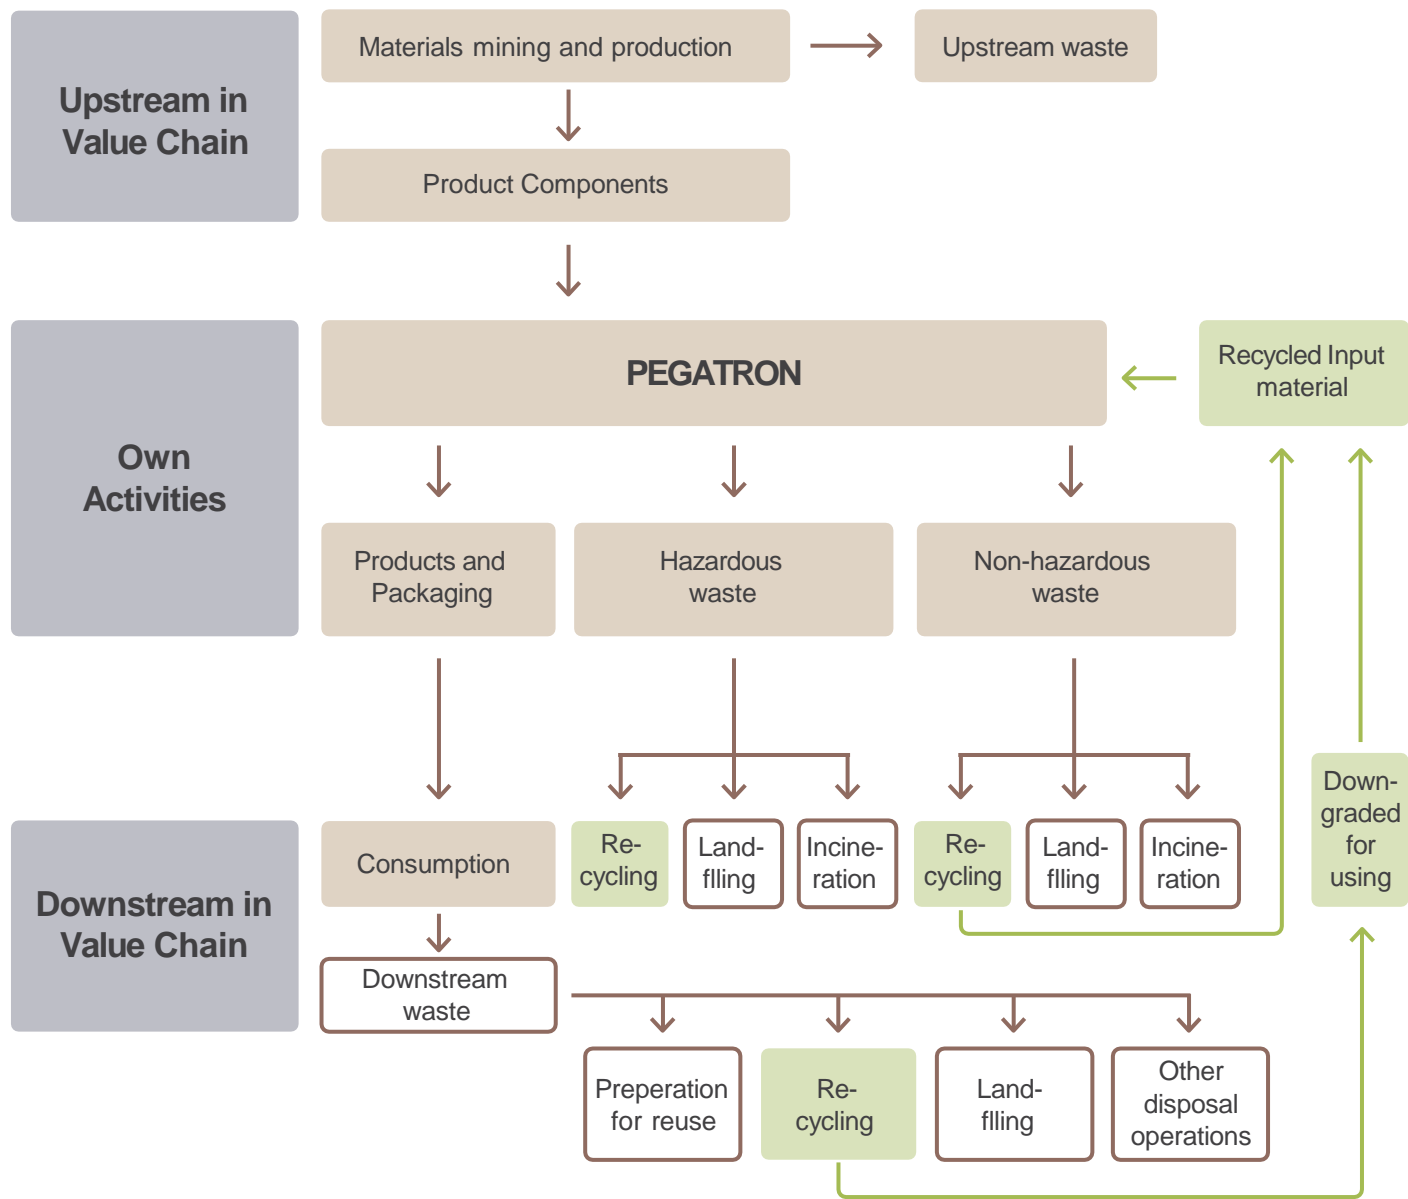 Upstream in
Value Chain
Materials mining and production
Upstream waste
Product Components
Own
Activities
PEGATRON
Recycled Input
material
Products and
Packaging
Hazardous
waste
Non-hazardous
waste
Down-
graded
for
using
Downstream in
Value Chain
Consumption
Re-
cycling
Land-
flling
Incine-
ration
Re-
cycling
Land-
flling
Incine-
ration
Downstream
waste
Preperation
for reuse
Re-
cycling
Land-
flling
Other
disposal
operations